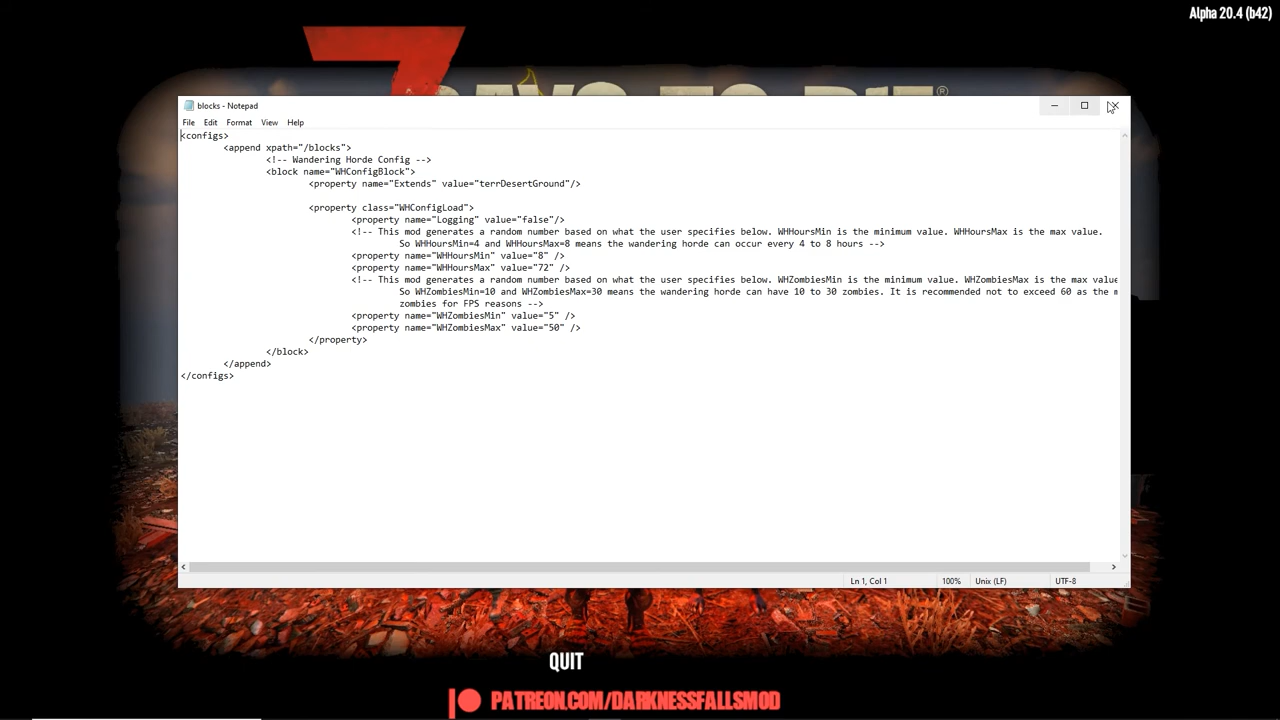 Alpha 20.4 (b42)
7 DAYS TO DIE®
blocks - Notepad
File Edit Format View Help
<configs>
<append xpath="/blocks">
<!-- Wandering Horde Config -->
<block name="WHConfigBlock">
<property name="Extends" value="terrDesertGround"/>
<property class="WHConfigLoad">
<property name="Logging" value="false"/>
<!-- This mod generates a random number based on what the user specifies below. WHHoursMin is the minimum value. WHHoursMax is the max value.
So WHHoursMin=4 and WHHoursMax=8 means the wandering horde can occur every 4 to 8 hours -->
<property name="WHHoursMin" value="8" />
<property name="WHHoursMax" value="72" />
<!-- This mod generates a random number based on what the user specifies below. WHZombiesMin is the minimum value. WHZombiesMax is the max value
So WHZombiesMin=10 and WHZombiesMax=30 means the wandering horde can have 10 to 30 zombies. It is recommended not to exceed 60 as the m
zombies for FPS reasons -->
<property name="WHZombiesMin" value="5" />
<property name="WHZombiesMax" value="50" />
</property>
</block>
</append>
</configs>
Ln 1, Col 1 100% Unix (LF) UTF-8
QUIT
PATREON.COM/DARKNESSFALLSMOD